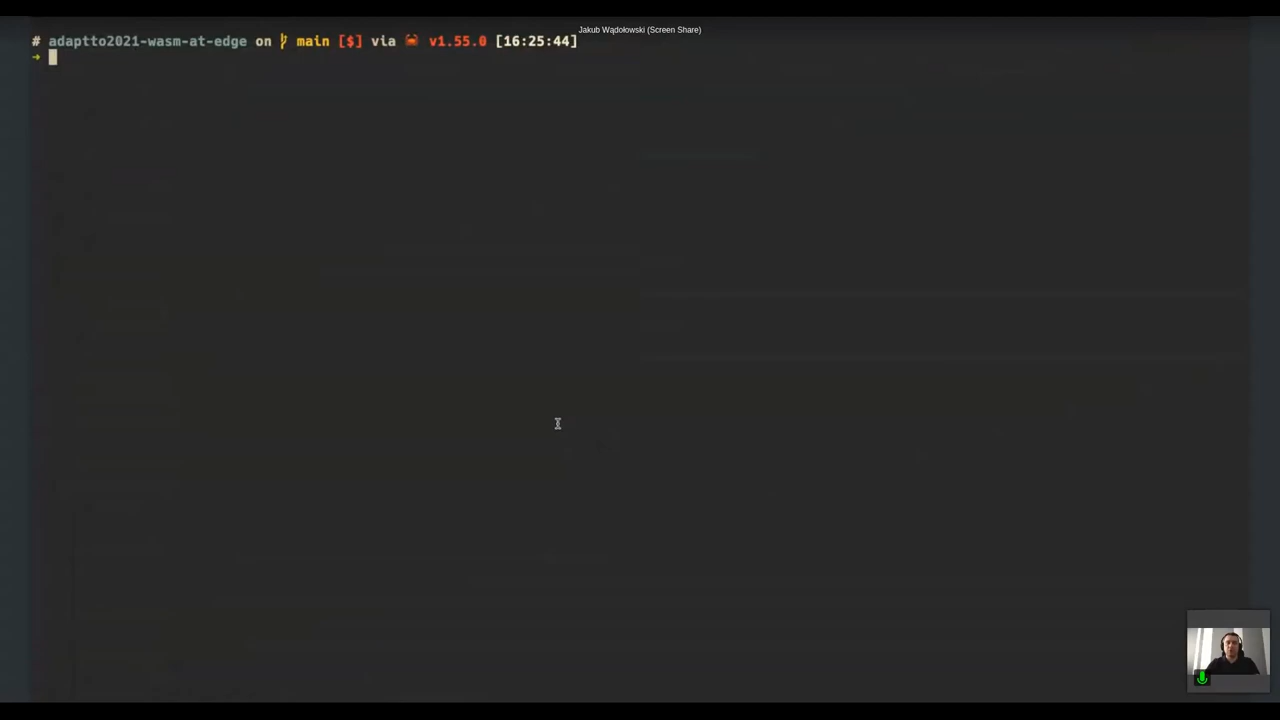 Jakub Wądołowski (Screen Share)
# adaptto2021-wasm-at-edge on main [$] via 🦀 v1.55.0 [16:25:44]
→